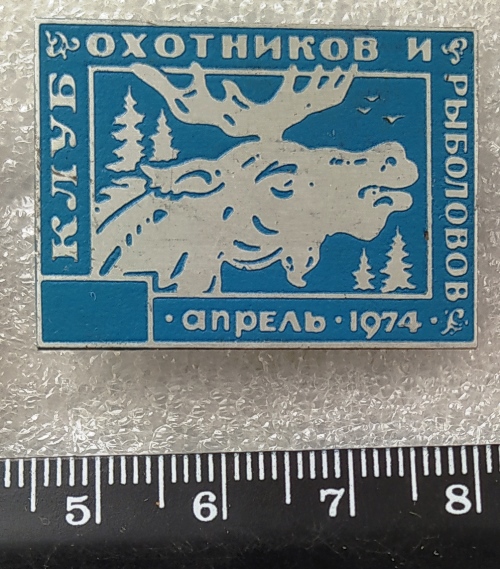 КЛУБ
ОХОТНИКОВ И
РЫБОЛОВОВ
· апрель · 1974 ·
5 6 7 8